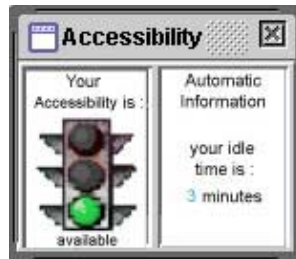 Accessibility
Your
Accessibility is :
available
Automatic
Information
your idle
time is :
3 minutes